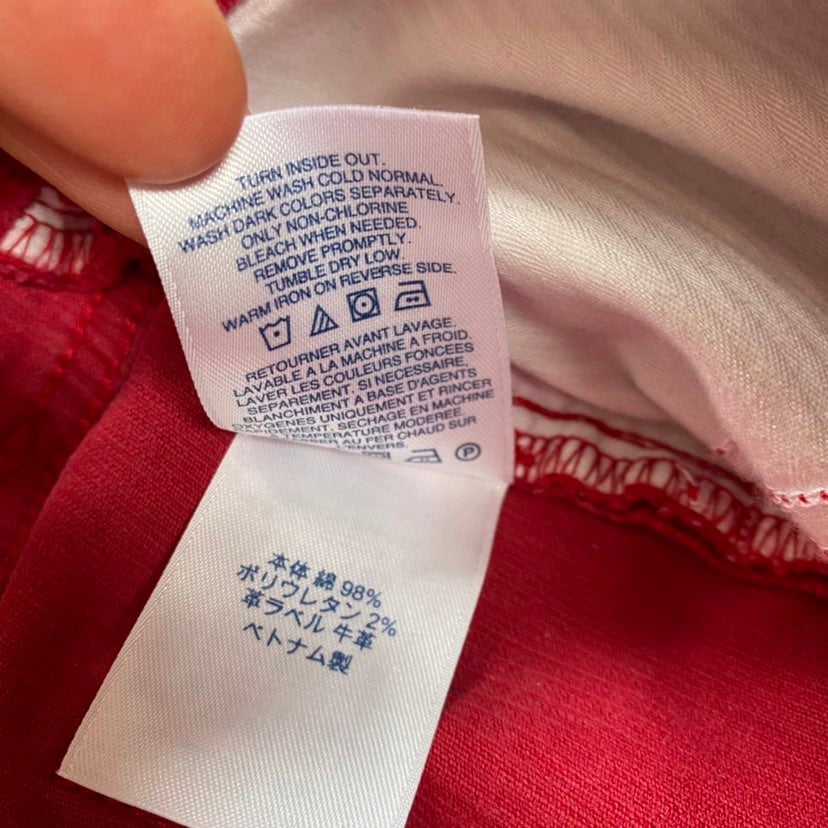 TURN INSIDE OUT.
MACHINE WASH COLD NORMAL.
WASH DARK COLORS SEPARATELY.
ONLY NON-CHLORINE
BLEACH WHEN NEEDED.
REMOVE PROMPTLY.
TUMBLE DRY LOW.
WARM IRON ON REVERSE SIDE.
RETOURNER AVANT LAVAGE.
LAVABLE A LA MACHINE A FROID.
LAVER LES COULEURS FONCEES
SEPAREMENT. SI NECESSAIRE
BLANCHIMENT A BASE D'AGENTS
OXYGENES UNIQUEMENT ET RINCER
SECHAGE EN MACHINE
TEMPERATURE MODEREE.
AU FER CHAUD SUR
P
本体 綿 98%
ポリウレタン 2%
革ラベル 牛革
ベトナム製